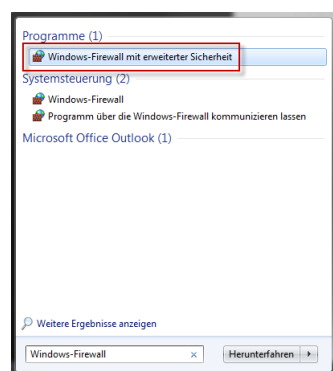 Programme (1)
Windows-Firewall mit erweiterter Sicherheit
Systemsteuerung (2)
Windows-Firewall
Programm über die Windows-Firewall kommunizieren lassen
Microsoft Office Outlook (1)
Weitere Ergebnisse anzeigen
Windows-Firewall
Herunterfahren